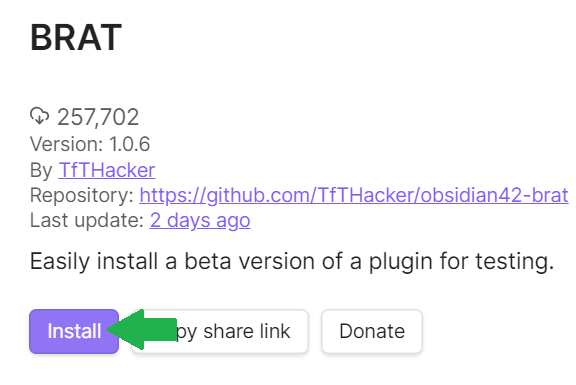 BRAT
257,702
Version: 1.0.6
By TfTHacker
Repository: https://github.com/TfTHacker/obsidian42-brat
Last update: 2 days ago
Easily install a beta version of a plugin for testing.
Install py share link Donate